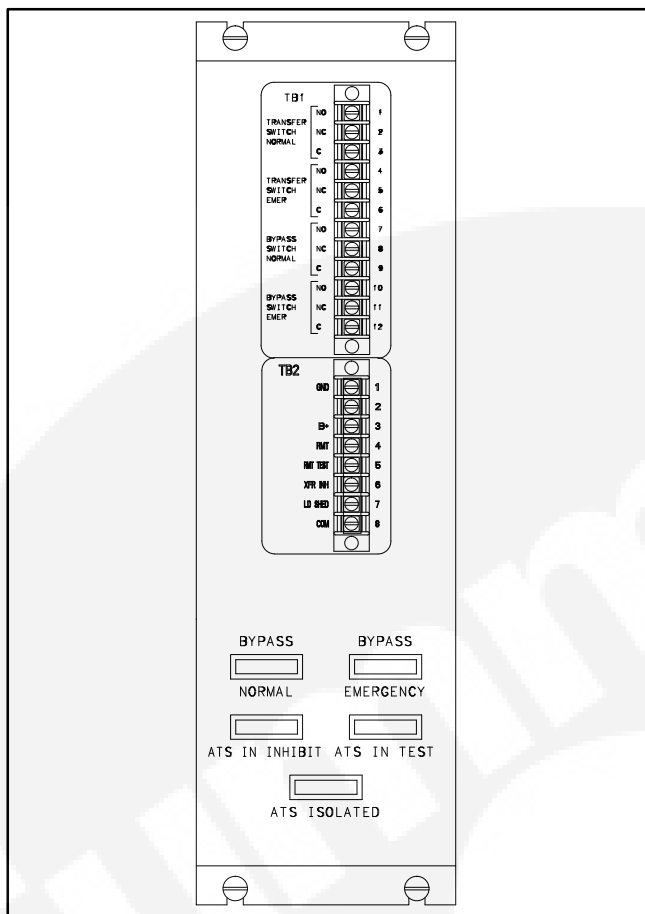 TB1
TRANSFER
SWITCH
NORMAL
NO 1
NC 2
C 3
TRANSFER
SWITCH
EMER
NO 4
NC 5
C 6
BYPASS
SWITCH
NORMAL
NO 7
NC 8
C 9
BYPASS
SWITCH
EMER
NO 10
NC 11
C 12
TB2
GND 1
2
B+ 3
RMT 4
RMT TEST 5
XFR INH 6
LD SHED 7
COM 8
BYPASS BYPASS
NORMAL EMERGENCY
ATS IN INHIBIT ATS IN TEST
ATS ISOLATED